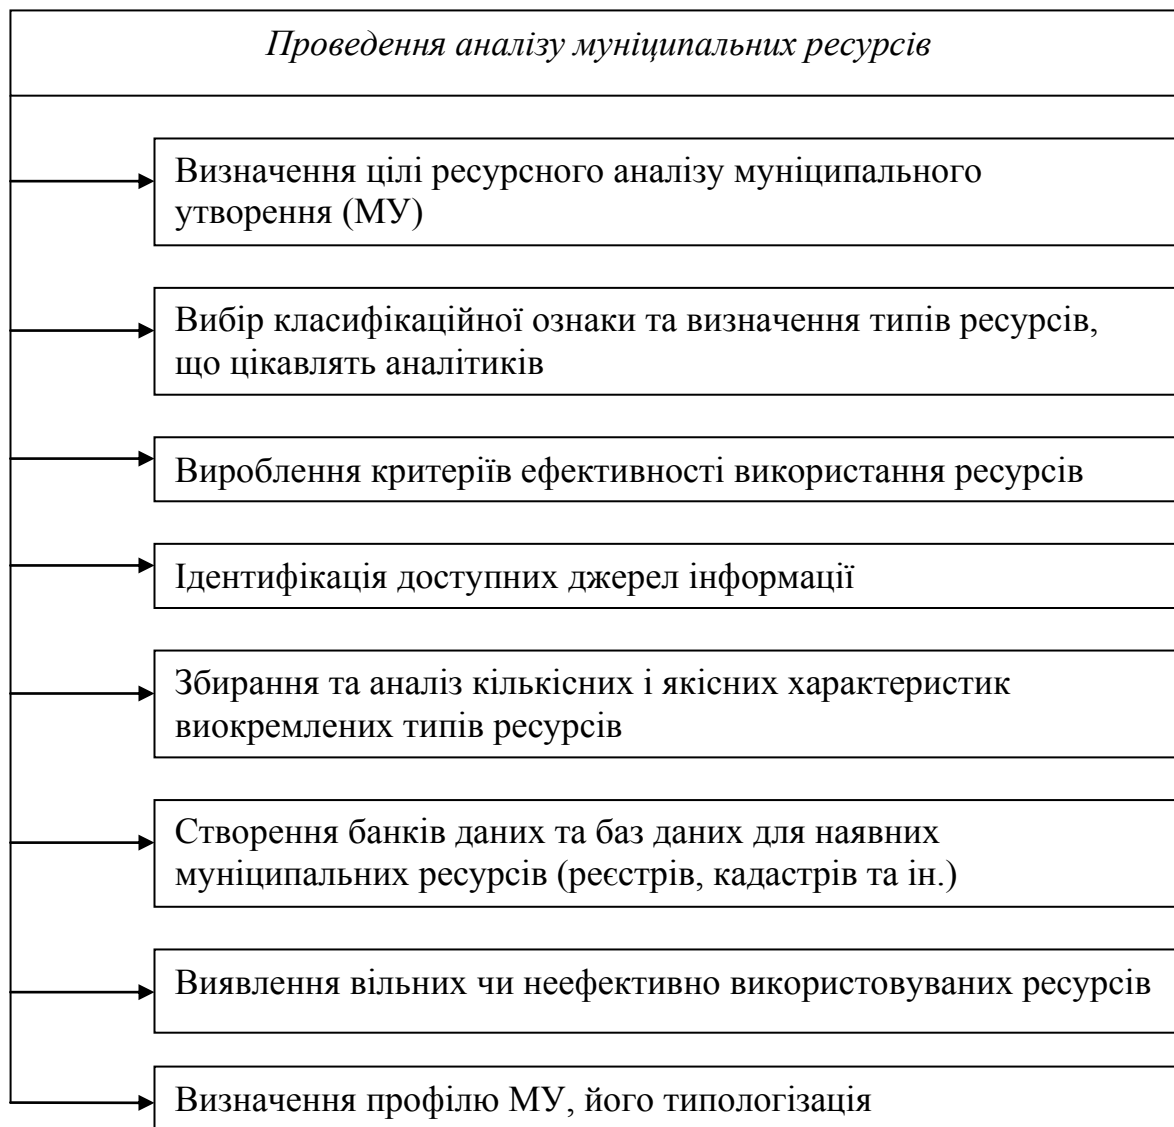 Проведення аналізу муніципальних ресурсів
Визначення цілі ресурсного аналізу муніципального
утворення (МУ)
Вибір класифікаційної ознаки та визначення типів ресурсів,
що цікавлять аналітиків
Вироблення критеріїв ефективності використання ресурсів
Ідентифікація доступних джерел інформації
Збирання та аналіз кількісних і якісних характеристик
виокремлених типів ресурсів
Створення банків даних та баз даних для наявних
муніципальних ресурсів (реєстрів, кадастрів та ін.)
Виявлення вільних чи неефективно використовуваних ресурсів
Визначення профілю МУ, його типологізація